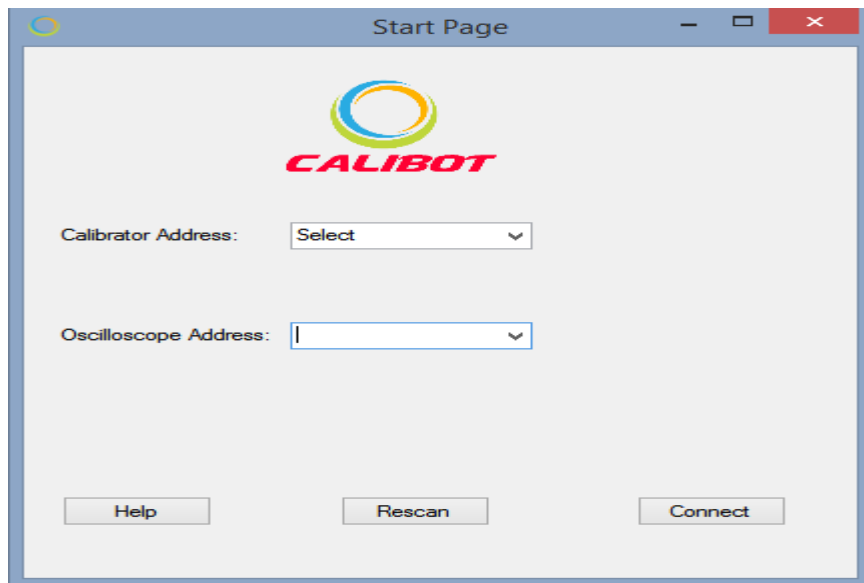 Start Page
CALIBOT
Calibrator Address: Select
Oscilloscope Address:
Help Rescan Connect